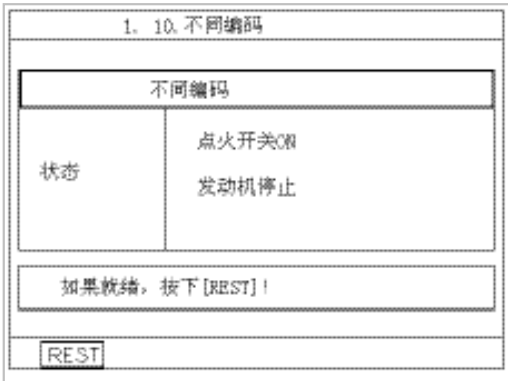 1. 10. 不同编码
不同编码
点火开关ON
状态
发动机停止
如果就绪，按下[REST]！
REST